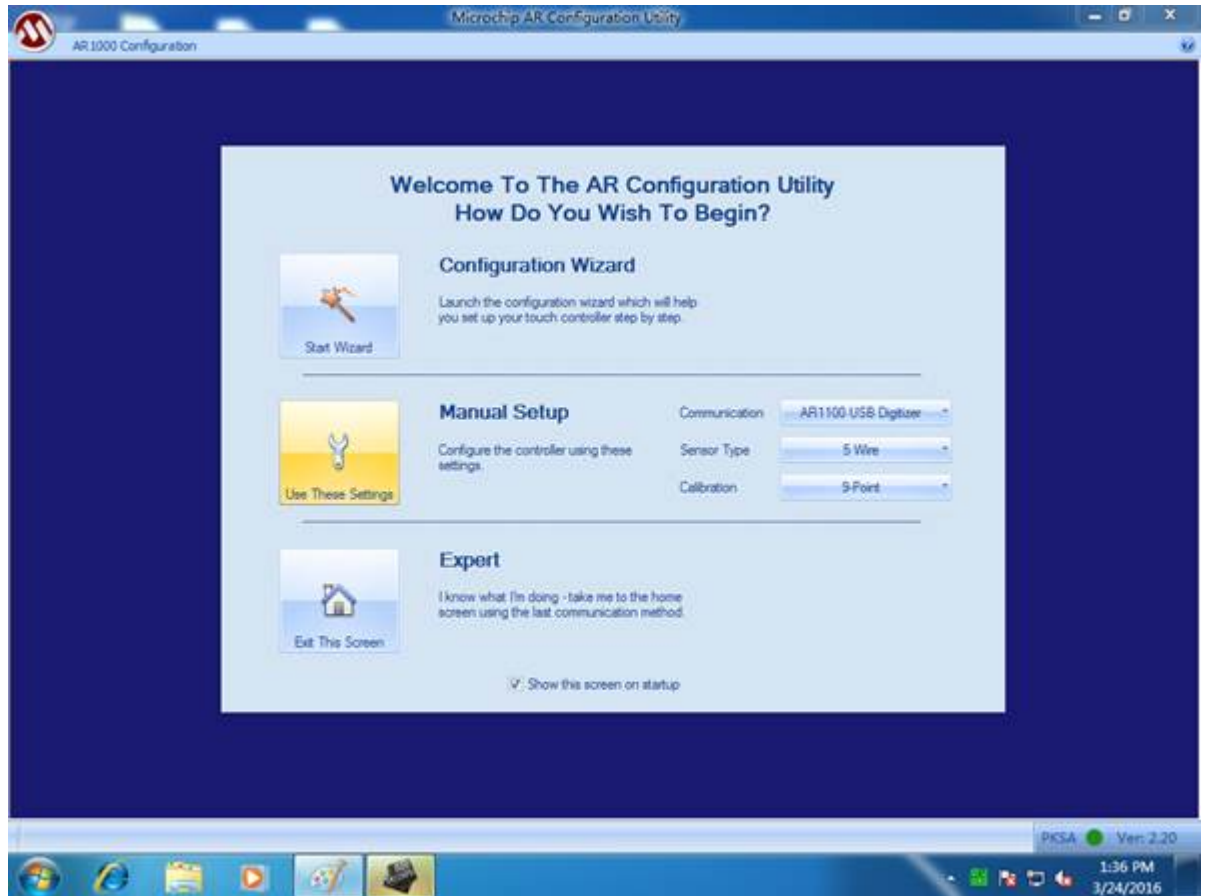 Microchip AR Configuration Utility
AR1000 Configuration
Welcome To The AR Configuration Utility
How Do You Wish To Begin?
Configuration Wizard
Launch the configuration wizard which will help
you set up your touch controller step by step.
Start Wizard
Manual Setup
Configure the controller using these
settings.
Use These Settings
Communication AR1100 USB Digitizer
Sensor Type 5 Wire
Calibration 9-Point
Expert
I know what I'm doing - take me to the home
screen using the last communication method.
Exit This Screen
Show this screen on startup
PKSA Ver: 2.20
1:36 PM
3/24/2016